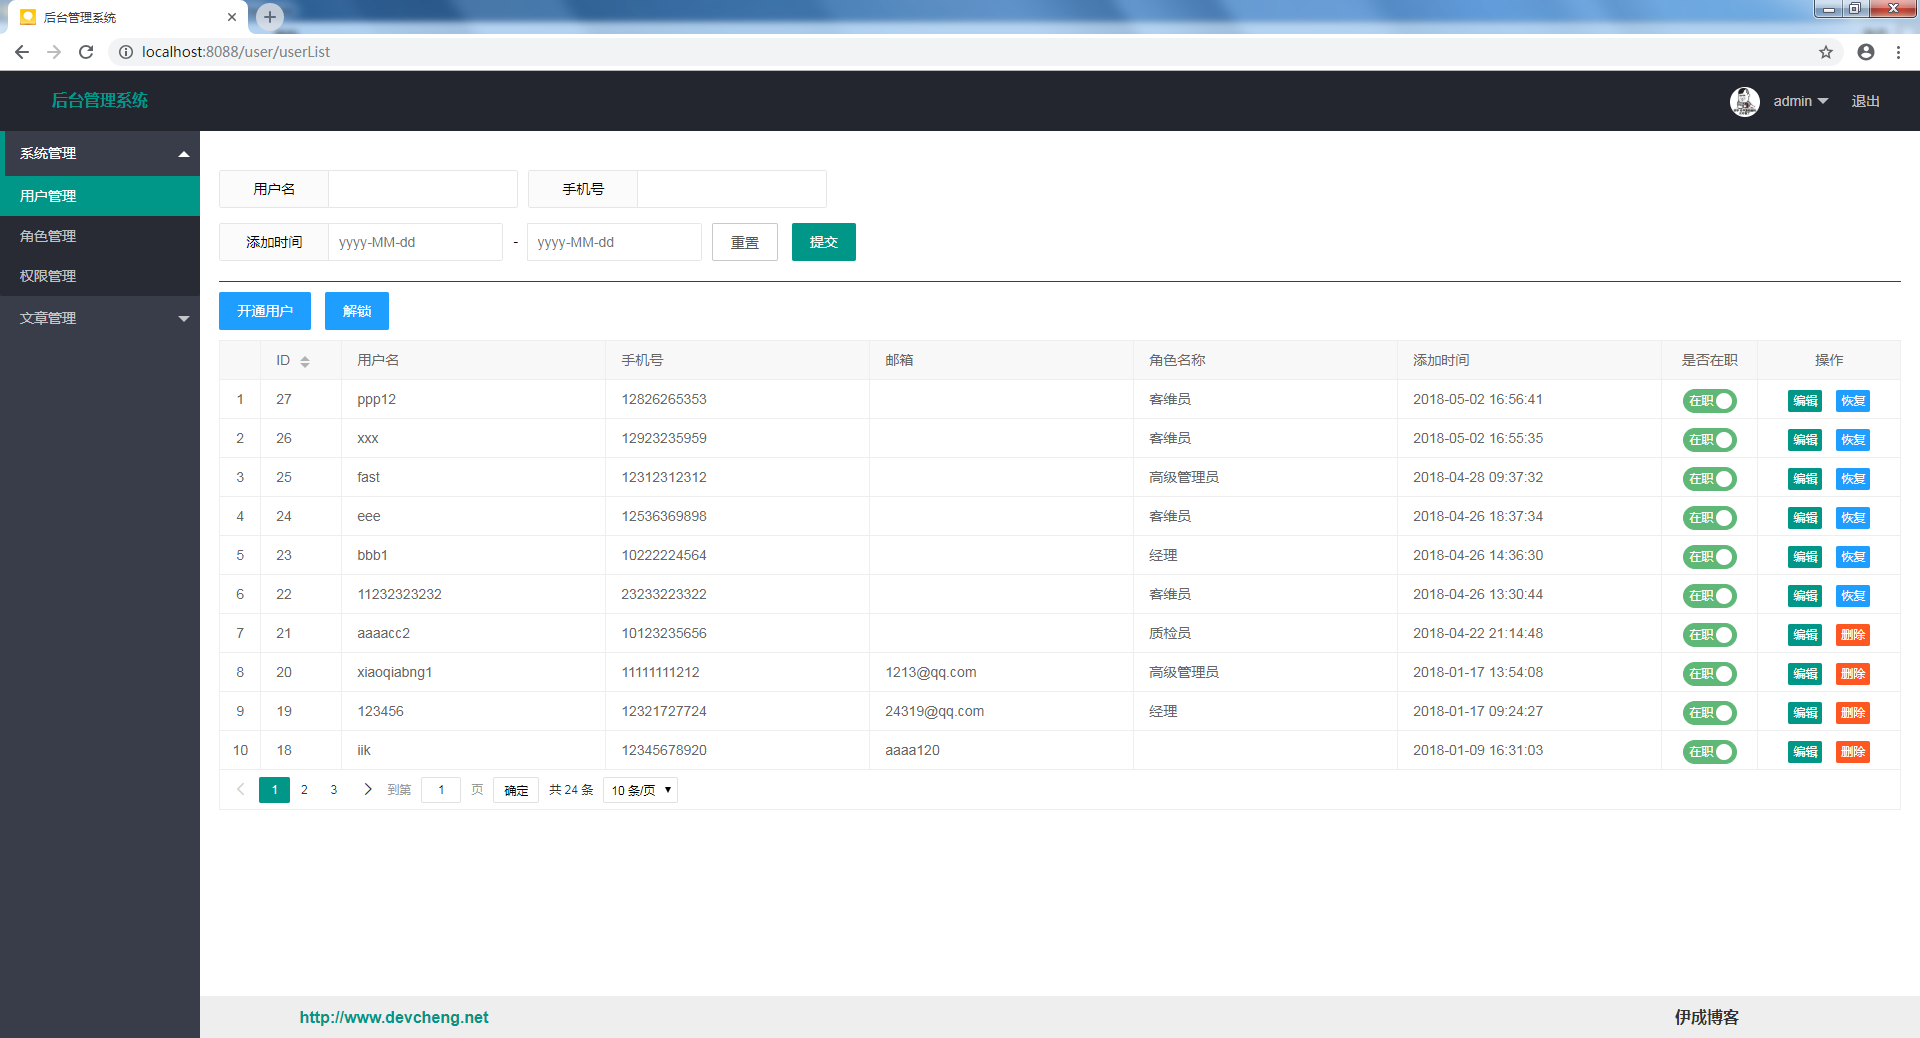 后台管理系统
localhost:8088/user/userList
后台管理系统
admin 退出
系统管理
用户管理
角色管理
权限管理
文章管理
用户名 手机号
添加时间 yyyy-MM-dd - yyyy-MM-dd 重置 提交
开通用户 解锁
ID 用户名 手机号 邮箱 角色名称 添加时间 是否在职 操作
1 27 ppp12 12826265353 客维员 2018-05-02 16:56:41 在职 编辑 恢复
2 26 xxx 12923235959 客维员 2018-05-02 16:55:35 在职 编辑 恢复
3 25 fast 12312312312 高级管理员 2018-04-28 09:37:32 在职 编辑 恢复
4 24 eee 12536369898 客维员 2018-04-26 18:37:34 在职 编辑 恢复
5 23 bbb1 10222224564 经理 2018-04-26 14:36:30 在职 编辑 恢复
6 22 11232323232 23233223322 客维员 2018-04-26 13:30:44 在职 编辑 恢复
7 21 aaaacc2 10123235656 质检员 2018-04-22 21:14:48 在职 编辑 删除
8 20 xiaoqiabng1 11111111212 1213@qq.com 高级管理员 2018-01-17 13:54:08 在职 编辑 删除
9 19 123456 12321727724 24319@qq.com 经理 2018-01-17 09:24:27 在职 编辑 删除
10 18 iik 12345678920 aaaa120 2018-01-09 16:31:03 在职 编辑 删除
1 2 3 到第 1 页 确定 共 24 条 10 条/页
http://www.devcheng.net 伊成博客